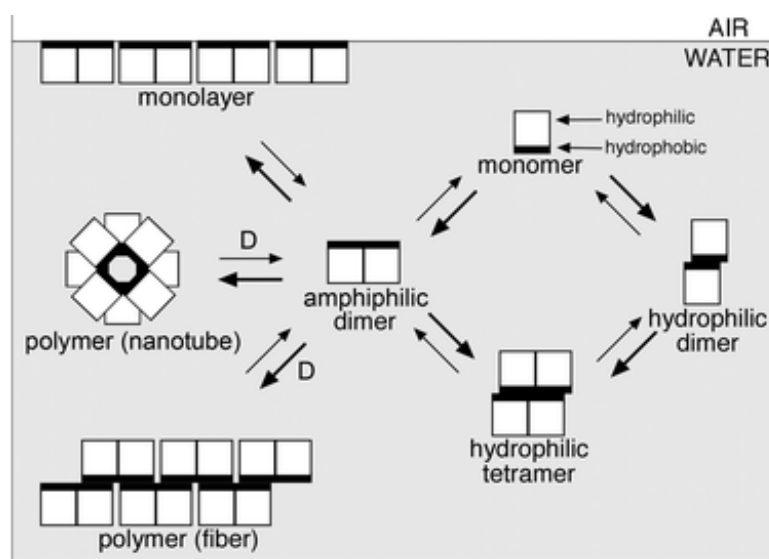 AIR
WATER
monolayer
hydrophilic
hydrophobic
monomer
D
amphiphilic
dimer
polymer (nanotube)
hydrophilic
dimer
D
hydrophilic
tetramer
polymer (fiber)